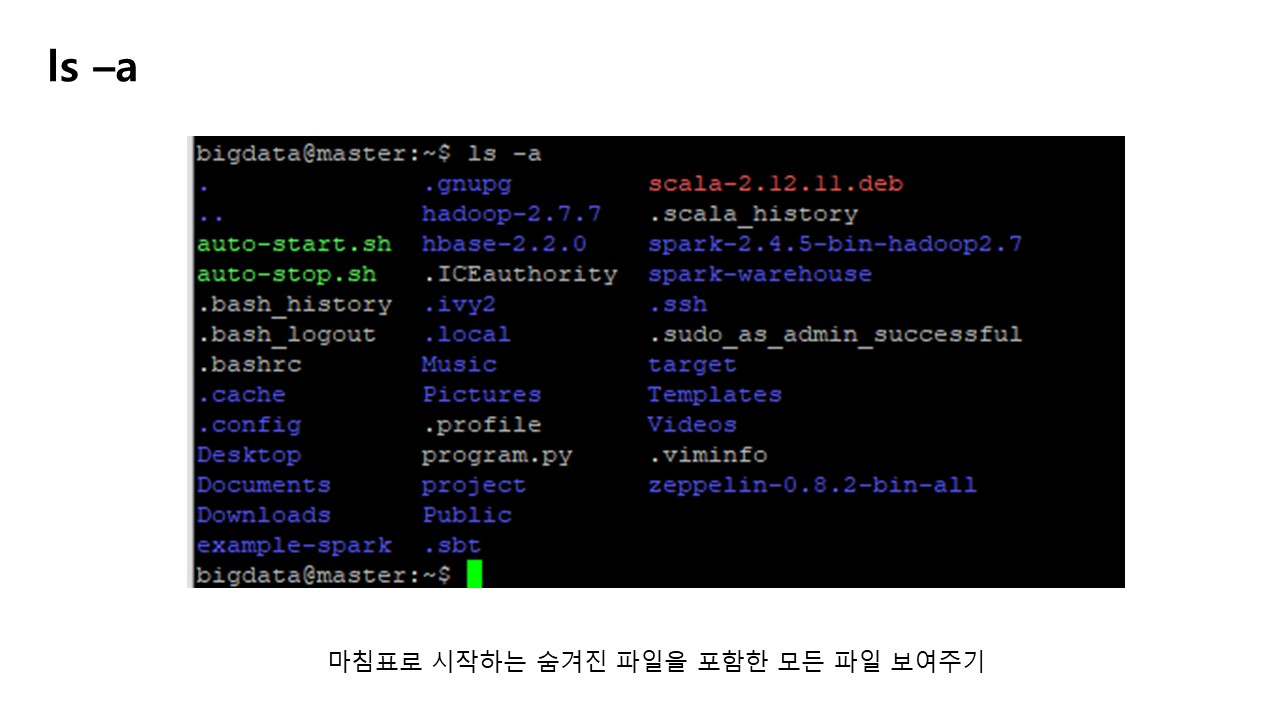 ls –a
bigdata@master:~$ ls -a
. .gnupg scala-2.12.11.deb
.. hadoop-2.7.7 .scala_history
auto-start.sh hbase-2.2.0 spark-2.4.5-bin-hadoop2.7
auto-stop.sh .ICEauthority spark-warehouse
.bash_history .ivy2 .ssh
.bash_logout .local .sudo_as_admin_successful
.bashrc Music target
.cache Pictures Templates
.config .profile Videos
Desktop program.py .viminfo
Documents project zeppelin-0.8.2-bin-all
Downloads Public
example-spark .sbt
bigdata@master:~$
마침표로 시작하는 숨겨진 파일을 포함한 모든 파일 보여주기